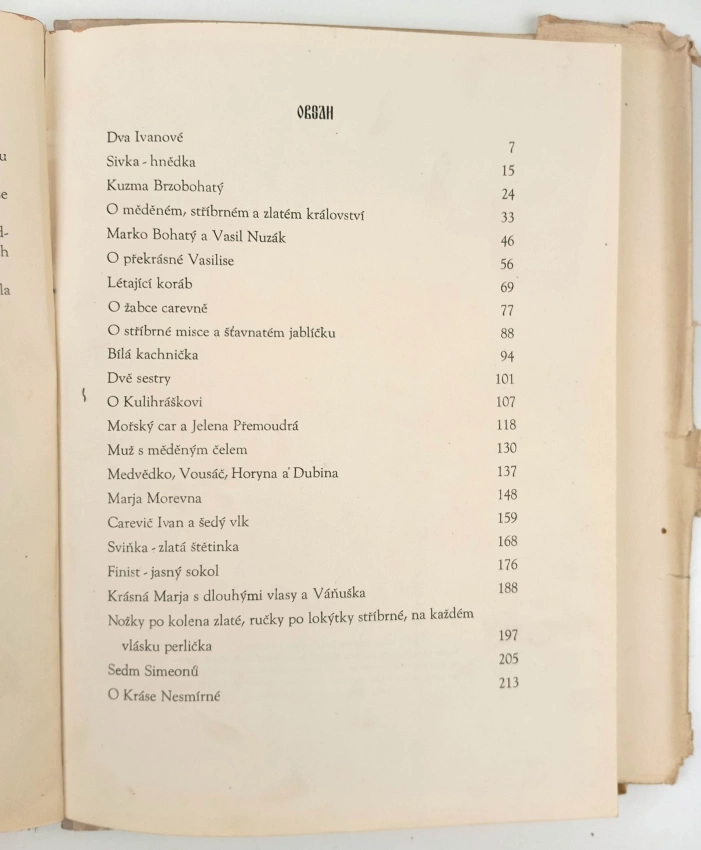 u
se
d-
h
la
OBSAH
Dva Ivanové 7
Sivka - hnědka 15
Kuzma Brzobohatý 24
O měděném, stříbrném a zlatém království 33
Marko Bohatý a Vasil Nuzák 46
O překrásné Vasilise 56
Létající koráb 69
O žabce carevně 77
O stříbrné misce a šťavnatém jablíčku 88
Bílá kachnička 94
Dvě sestry 101
O Kulihráškovi 107
Mořský car a Jelena Přemoudrá 118
Muž s měděným čelem 130
Medvědko, Vousáč, Horyna a Dubina 137
Marja Morevna 148
Carevič Ivan a šedý vlk 159
Sviňka - zlatá štětinka 168
Finist - jasný sokol 176
Krásná Marja s dlouhými vlasy a Váňuška 188
Nožky po kolena zlaté, ručky po lokýtky stříbrné, na každém
vlásku perlička 197
Sedm Simeonů 205
O Kráse Nesmírné 213